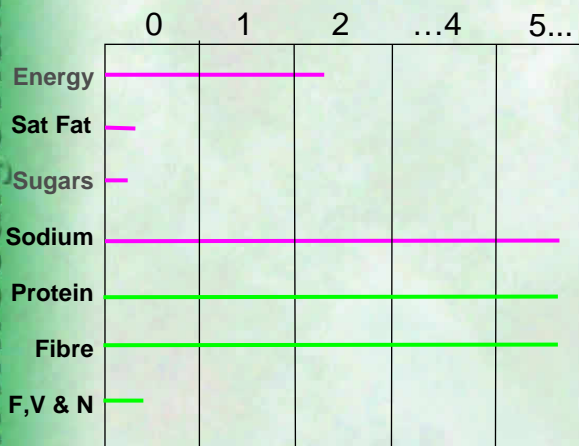 0 1 2 …4 5...
Energy
Sat Fat
Sugars
Sodium
Protein
Fibre
F,V & N